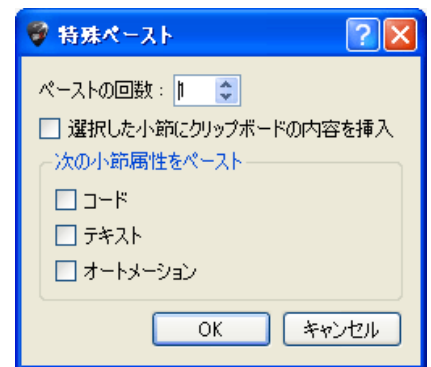 特殊ペースト
ペーストの回数： 1
選択した小節にクリップボードの内容を挿入
次の小節属性をペースト
コード
テキスト
オートメーション
OK キャンセル